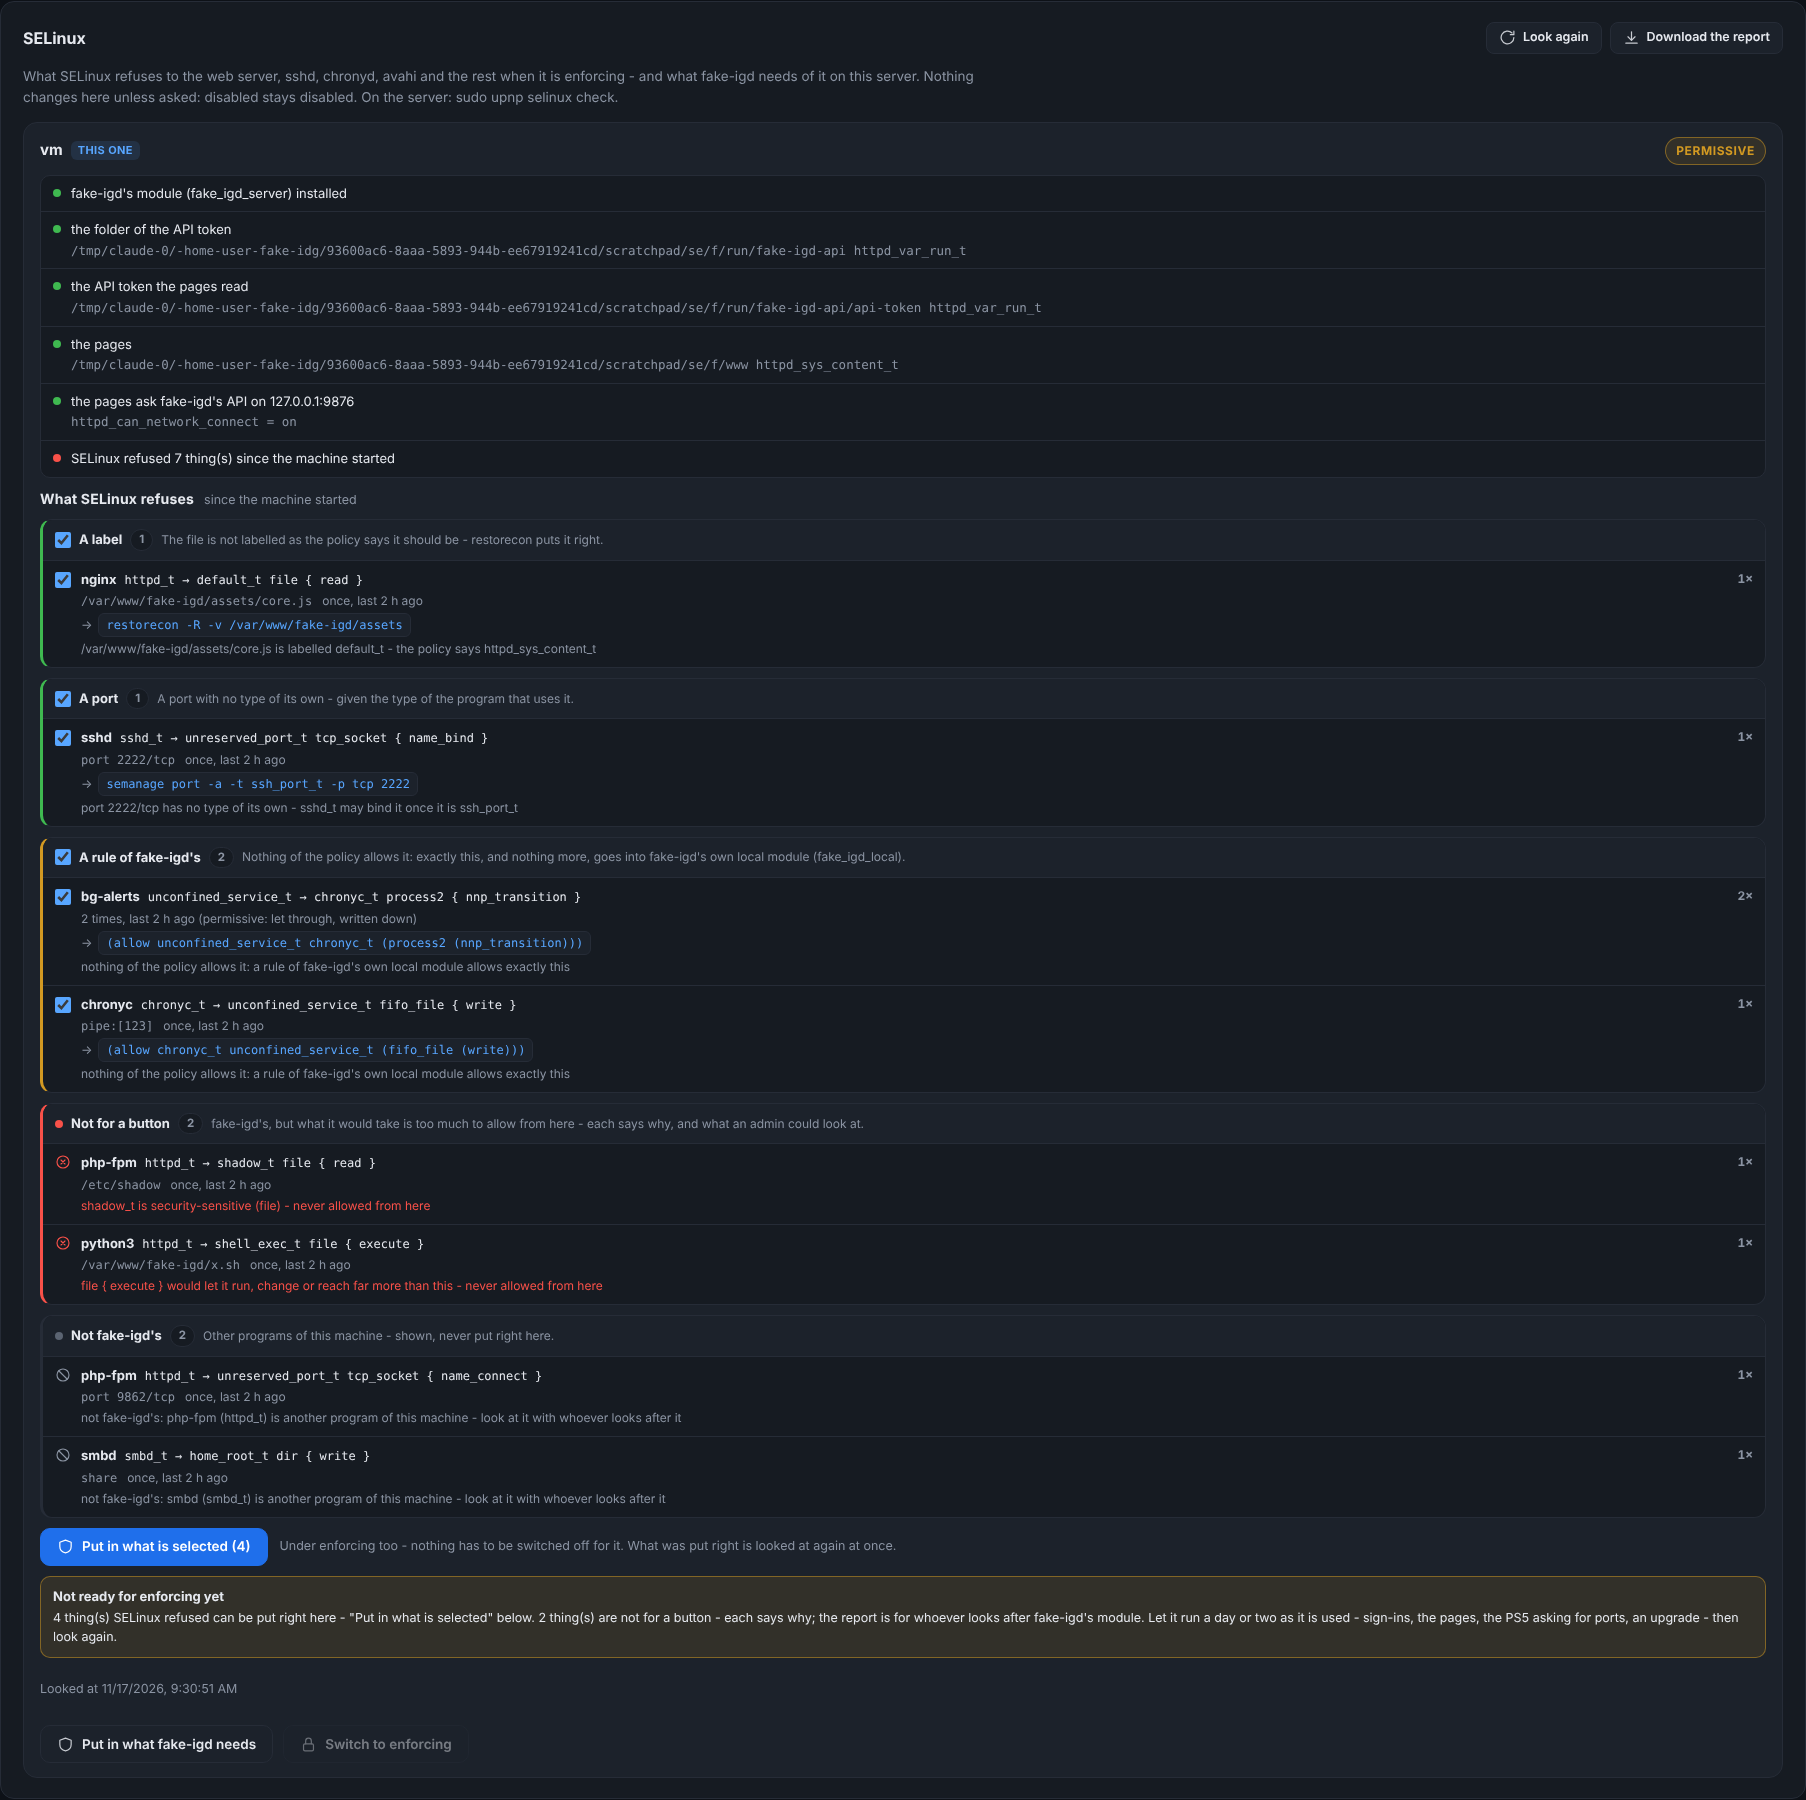 SELinux
Look again
Download the report
What SELinux refuses to the web server, sshd, chronyd, avahi and the rest when it is enforcing - and what fake-igd needs of it on this server. Nothing
changes here unless asked: disabled stays disabled. On the server: sudo upnp selinux check.
vm THIS ONE
PERMISSIVE
fake-igd's module (fake_igd_server) installed
the folder of the API token
/tmp/claude-0/-home-user-fake-idg/93600ac6-8aaa-5893-944b-ee67919241cd/scratchpad/se/f/run/fake-igd-api httpd_var_run_t
the API token the pages read
/tmp/claude-0/-home-user-fake-idg/93600ac6-8aaa-5893-944b-ee67919241cd/scratchpad/se/f/run/fake-igd-api/api-token httpd_var_run_t
the pages
/tmp/claude-0/-home-user-fake-idg/93600ac6-8aaa-5893-944b-ee67919241cd/scratchpad/se/f/www httpd_sys_content_t
the pages ask fake-igd's API on 127.0.0.1:9876
httpd_can_network_connect = on
SELinux refused 7 thing(s) since the machine started
What SELinux refuses since the machine started
A label 1 The file is not labelled as the policy says it should be - restorecon puts it right.
nginx httpd_t → default_t file { read } 1×
/var/www/fake-igd/assets/core.js once, last 2 h ago
→ restorecon -R -v /var/www/fake-igd/assets
/var/www/fake-igd/assets/core.js is labelled default_t - the policy says httpd_sys_content_t
A port 1 A port with no type of its own - given the type of the program that uses it.
sshd sshd_t → unreserved_port_t tcp_socket { name_bind } 1×
port 2222/tcp once, last 2 h ago
→ semanage port -a -t ssh_port_t -p tcp 2222
port 2222/tcp has no type of its own - sshd_t may bind it once it is ssh_port_t
A rule of fake-igd's 2 Nothing of the policy allows it: exactly this, and nothing more, goes into fake-igd's own local module (fake_igd_local).
bg-alerts unconfined_service_t → chronyc_t process2 { nnp_transition } 2×
2 times, last 2 h ago (permissive: let through, written down)
→ (allow unconfined_service_t chronyc_t (process2 (nnp_transition)))
nothing of the policy allows it: a rule of fake-igd's own local module allows exactly this
chronyc chronyc_t → unconfined_service_t fifo_file { write } 1×
pipe:[123] once, last 2 h ago
→ (allow chronyc_t unconfined_service_t (fifo_file (write)))
nothing of the policy allows it: a rule of fake-igd's own local module allows exactly this
Not for a button 2 fake-igd's, but what it would take is too much to allow from here - each says why, and what an admin could look at.
php-fpm httpd_t → shadow_t file { read } 1×
/etc/shadow once, last 2 h ago
shadow_t is security-sensitive (file) - never allowed from here
python3 httpd_t → shell_exec_t file { execute } 1×
/var/www/fake-igd/x.sh once, last 2 h ago
file { execute } would let it run, change or reach far more than this - never allowed from here
Not fake-igd's 2 Other programs of this machine - shown, never put right here.
php-fpm httpd_t → unreserved_port_t tcp_socket { name_connect } 1×
port 9862/tcp once, last 2 h ago
not fake-igd's: php-fpm (httpd_t) is another program of this machine - look at it with whoever looks after it
smbd smbd_t → home_root_t dir { write } 1×
share once, last 2 h ago
not fake-igd's: smbd (smbd_t) is another program of this machine - look at it with whoever looks after it
Put in what is selected (4) Under enforcing too - nothing has to be switched off for it. What was put right is looked at again at once.
Not ready for enforcing yet
4 thing(s) SELinux refused can be put right here - "Put in what is selected" below. 2 thing(s) are not for a button - each says why; the report is for whoever looks after fake-igd's module. Let it run a day or two as it is used - sign-ins, the pages, the PS5 asking for ports, an upgrade - then
look again.
Looked at 11/17/2026, 9:30:51 AM
Put in what fake-igd needs
Switch to enforcing